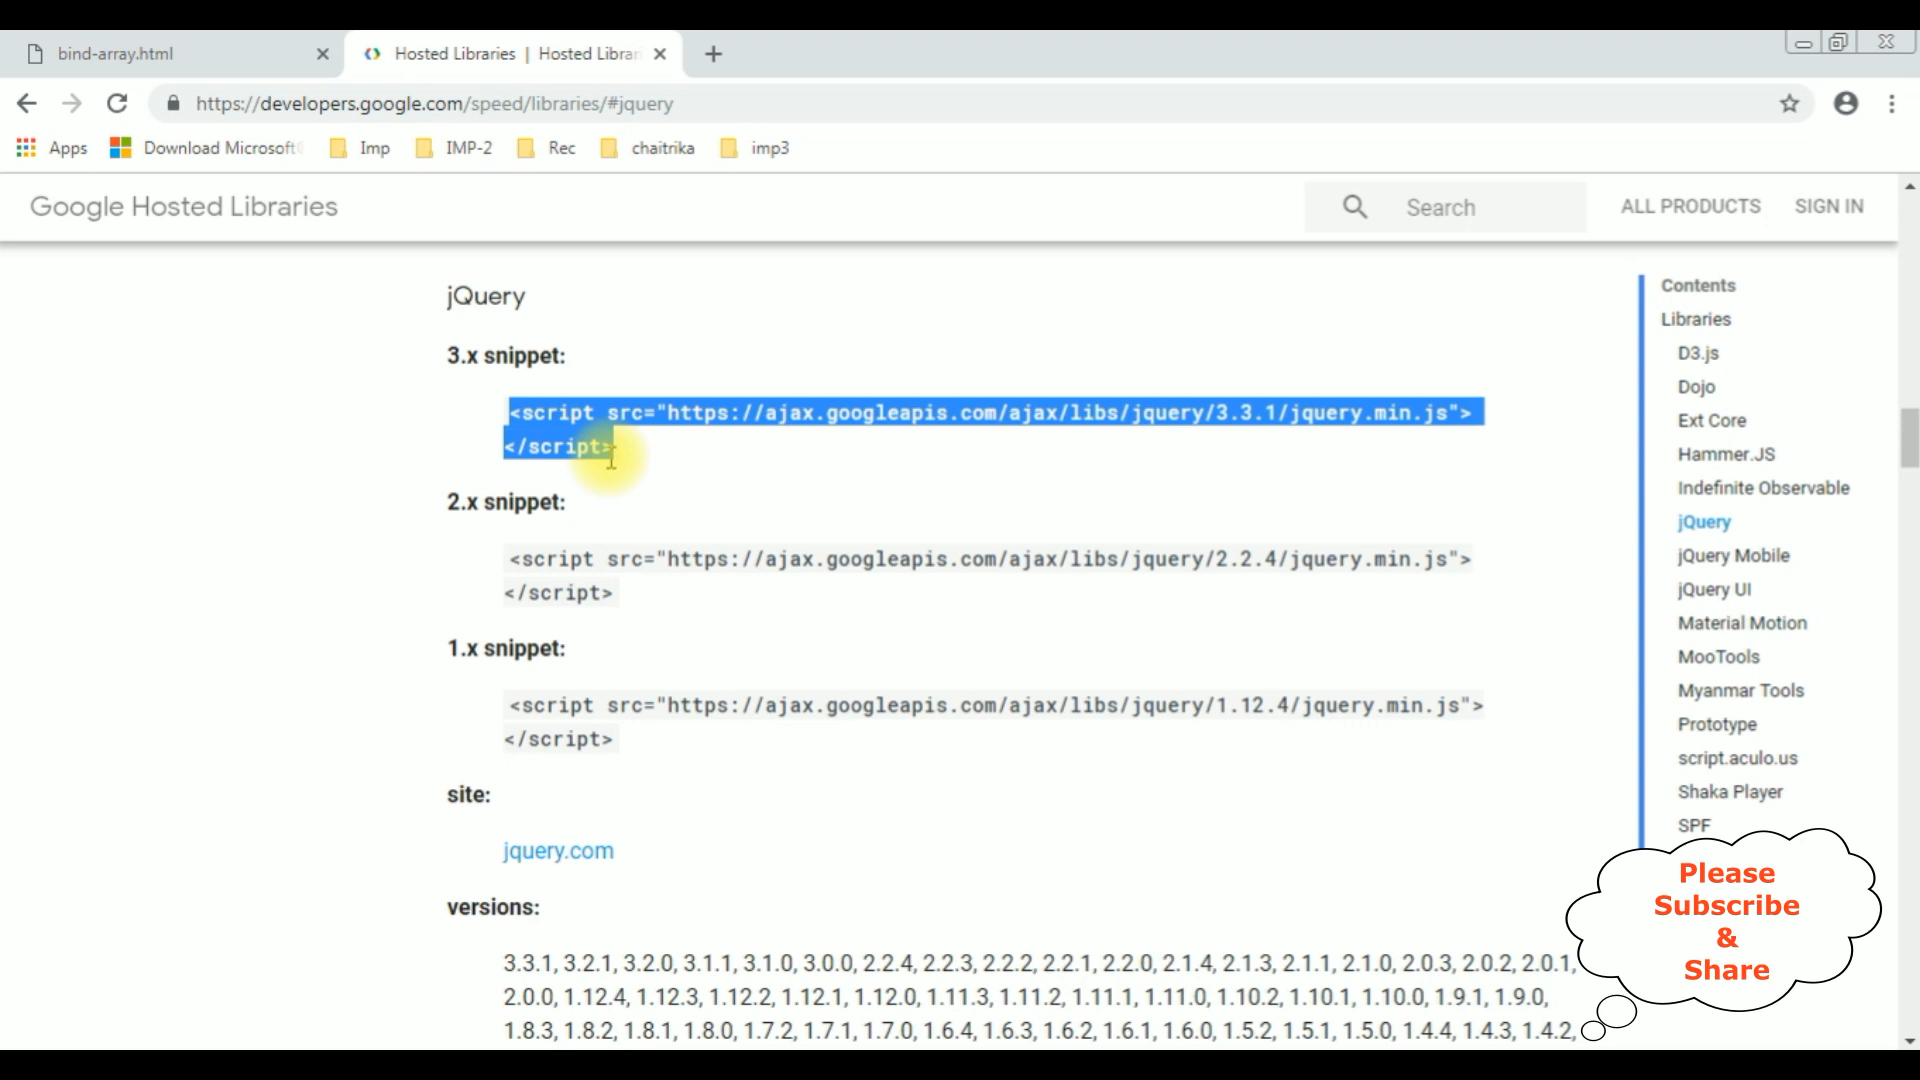 bind-array.html
Hosted Libraries | Hosted Librar
https://developers.google.com/speed/libraries/#jquery
Apps
Download Microsoft
Imp
IMP-2
Rec
chaitrika
imp3
Google Hosted Libraries
Search
ALL PRODUCTS
SIGN IN
jQuery
3.x snippet:
<script src="https://ajax.googleapis.com/ajax/libs/jquery/3.3.1/jquery.min.js">
</script>
2.x snippet:
<script src="https://ajax.googleapis.com/ajax/libs/jquery/2.2.4/jquery.min.js">
</script>
1.x snippet:
<script src="https://ajax.googleapis.com/ajax/libs/jquery/1.12.4/jquery.min.js">
</script>
site:
jquery.com
versions:
3.3.1, 3.2.1, 3.2.0, 3.1.1, 3.1.0, 3.0.0, 2.2.4, 2.2.3, 2.2.2, 2.2.1, 2.2.0, 2.1.4, 2.1.3, 2.1.1, 2.1.0, 2.0.3, 2.0.2, 2.0.1,
2.0.0, 1.12.4, 1.12.3, 1.12.2, 1.12.1, 1.12.0, 1.11.3, 1.11.2, 1.11.1, 1.11.0, 1.10.2, 1.10.1, 1.10.0, 1.9.1, 1.9.0,
1.8.3, 1.8.2, 1.8.1, 1.8.0, 1.7.2, 1.7.1, 1.7.0, 1.6.4, 1.6.3, 1.6.2, 1.6.1, 1.6.0, 1.5.2, 1.5.1, 1.5.0, 1.4.4, 1.4.3, 1.4.2,
Contents
Libraries
D3.js
Dojo
Ext Core
Hammer.JS
Indefinite Observable
jQuery
jQuery Mobile
jQuery UI
Material Motion
MooTools
Myanmar Tools
Prototype
script.aculo.us
Shaka Player
SPF
Please
Subscribe
&
Share